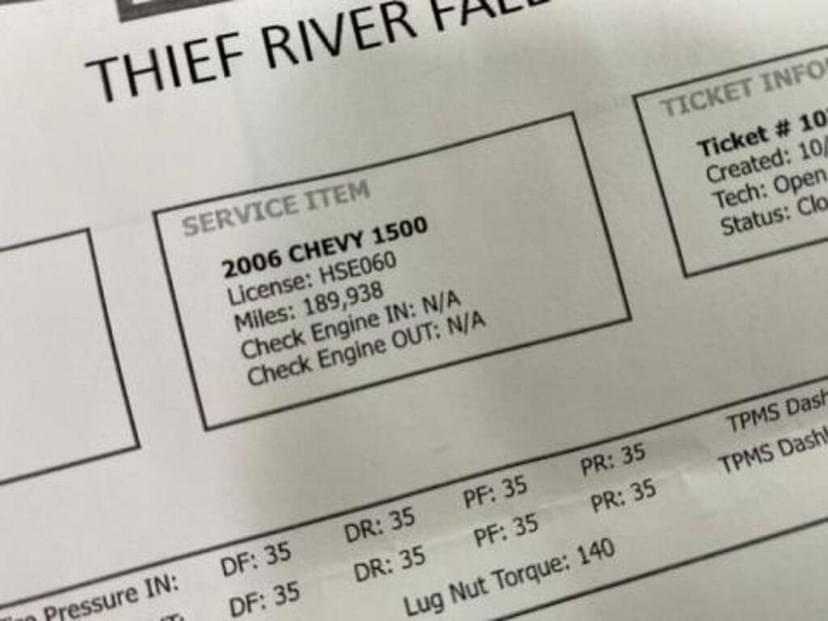 THIEF RIVER FALL
SERVICE ITEM
2006 CHEVY 1500
License: HSE060
Miles: 189,938
Check Engine IN: N/A
Check Engine OUT: N/A
TICKET INFO
Ticket # 10
Created: 10/
Tech: Open
Status: Clo
Pressure IN: DF: 35 DR: 35 PF: 35 PR: 35 TPMS Dash
DF: 35 DR: 35 PF: 35 PR: 35 TPMS Dash
Lug Nut Torque: 140